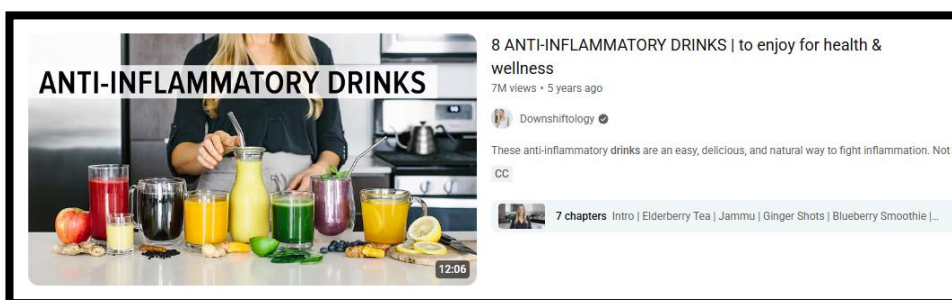 ANTI-INFLAMMATORY DRINKS
12:06
8 ANTI-INFLAMMATORY DRINKS | to enjoy for health &
wellness
7M views • 5 years ago
Downshiftology
These anti-inflammatory drinks are an easy, delicious, and natural way to fight inflammation. Not
CC
7 chapters Intro | Elderberry Tea | Jammu | Ginger Shots | Blueberry Smoothie |...